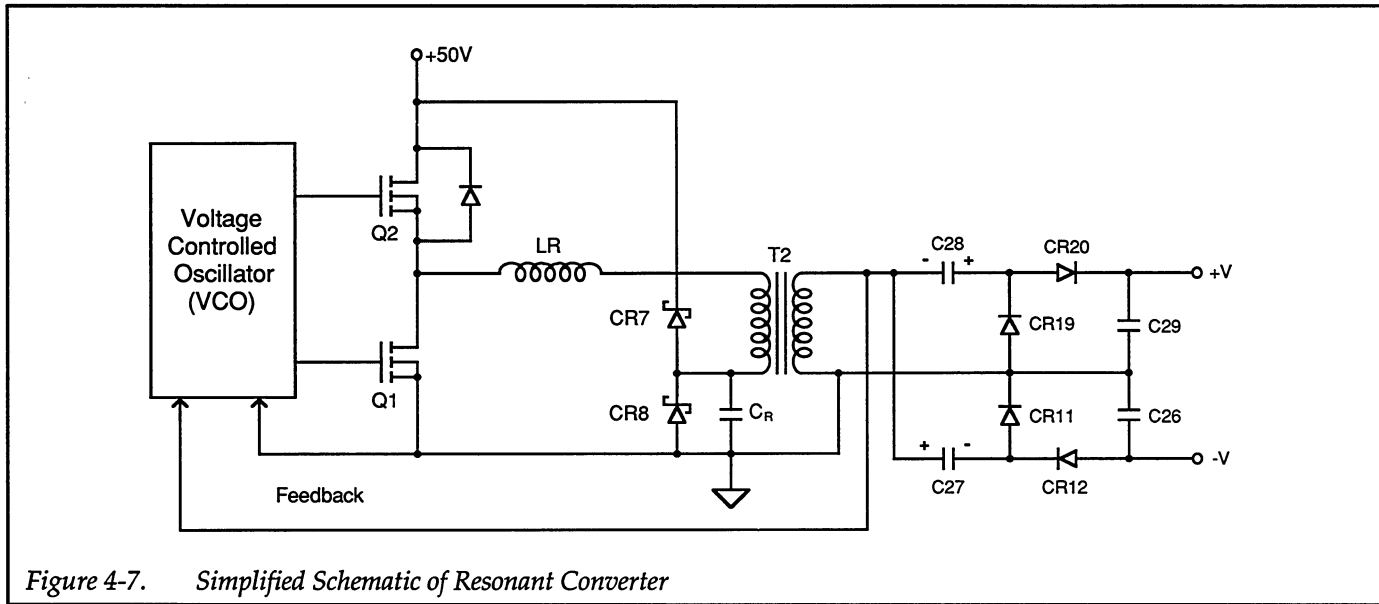 +50V
Voltage
Controlled
Oscillator
(VCO)
Q2
Q1
LR
CR7
CR8
CR
T2
C28
- +
CR20
+V
CR19
C29
CR11
C26
+ -
C27
CR12
-V
Feedback
Figure 4-7. Simplified Schematic of Resonant Converter